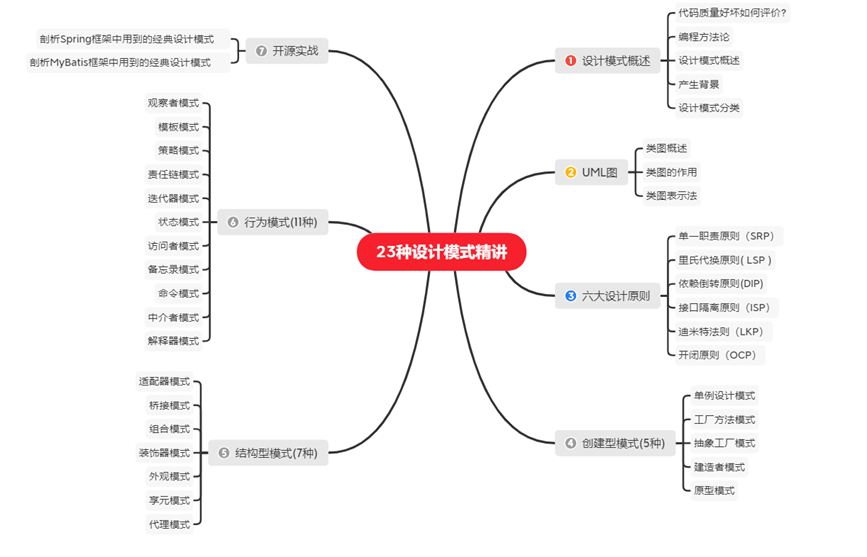 23种设计模式精讲
1 设计模式概述
代码质量好坏如何评价?
编程方法论
设计模式概述
产生背景
设计模式分类
2 UML图
类图概述
类图的作用
类图表示法
3 六大设计原则
单一职责原则（SRP）
里氏代换原则( LSP )
依赖倒转原则(DIP)
接口隔离原则（ISP）
迪米特法则（LKP）
开闭原则（OCP）
4 创建型模式(5种)
单例设计模式
工厂方法模式
抽象工厂模式
建造者模式
原型模式
5 结构型模式(7种)
适配器模式
桥接模式
组合模式
装饰器模式
外观模式
享元模式
代理模式
6 行为模式(11种)
观察者模式
模板模式
策略模式
责任链模式
迭代器模式
状态模式
访问者模式
备忘录模式
命令模式
中介者模式
解释器模式
7 开源实战
剖析Spring框架中用到的经典设计模式
剖析MyBatis框架中用到的经典设计模式